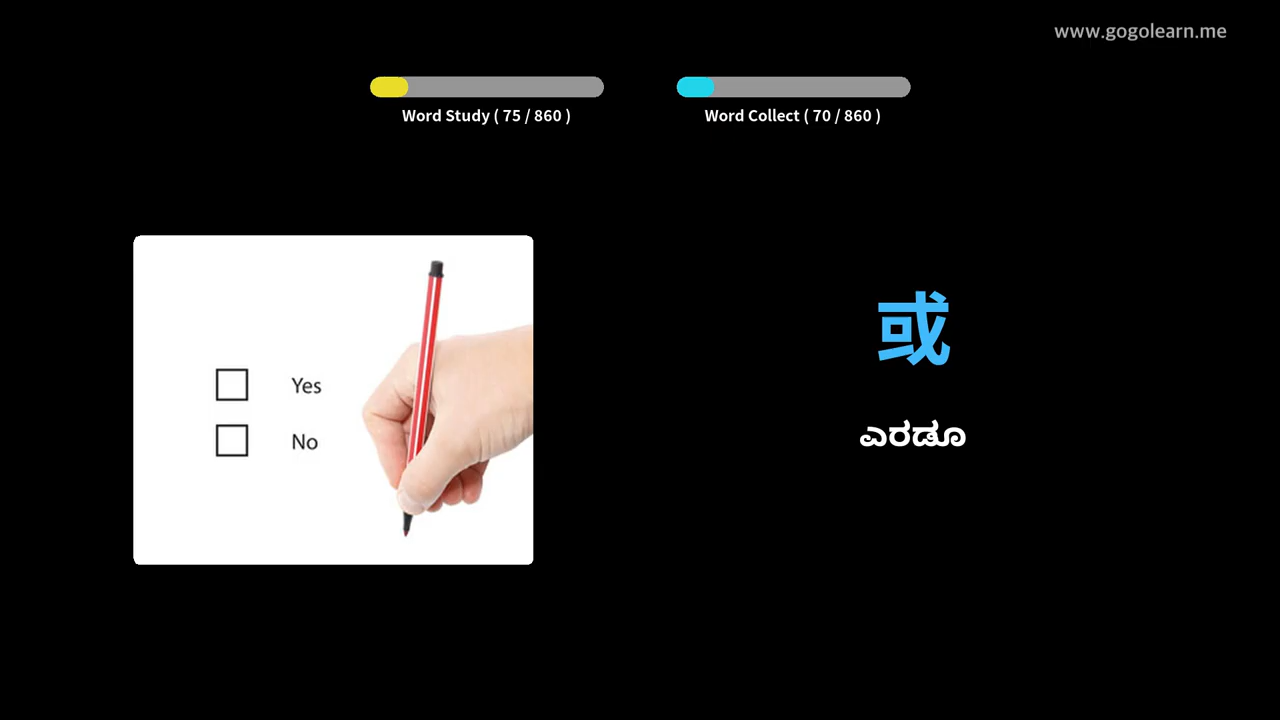 www.gogolearn.me
Word Study ( 75 / 860 )
Word Collect ( 70 / 860 )
Yes
No
或
ಎರಡೂ